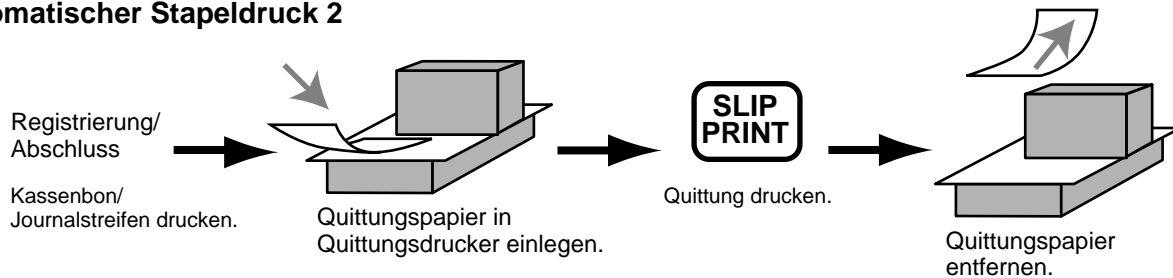 omatischer Stapeldruck 2
Registrierung/
Abschluss
Kassenbon/
Journalstreifen drucken.
Quittungspapier in
Quittungsdrucker einlegen.
SLIP
PRINT
Quittung drucken.
Quittungspapier
entfernen.